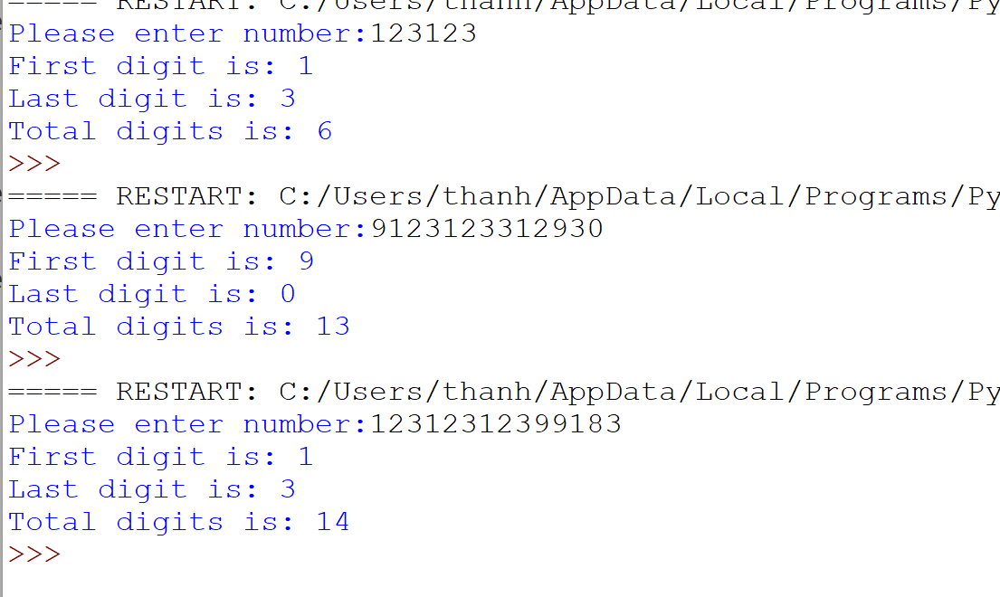 ===== RESTART: C:/Users/thanh/AppData/Local/Programs/Py
Please enter number:123123
First digit is: 1
Last digit is: 3
Total digits is: 6
>>>
===== RESTART: C:/Users/thanh/AppData/Local/Programs/Py
Please enter number:9123123312930
First digit is: 9
Last digit is: 0
Total digits is: 13
>>>
===== RESTART: C:/Users/thanh/AppData/Local/Programs/Py
Please enter number:12312312399183
First digit is: 1
Last digit is: 3
Total digits is: 14
>>>